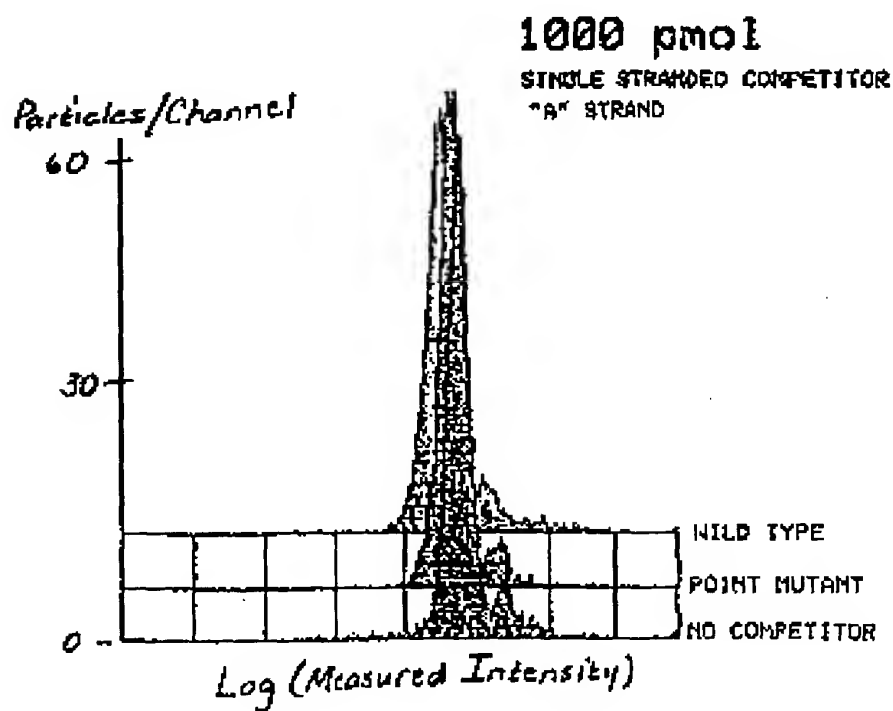 1000 pmol
SINGLE STRANDED COMPETITOR
"A" STRAND
Particles/Channel
60
30
WILD TYPE
POINT MUTANT
NO COMPETITOR
0
Log (Measured Intensity)